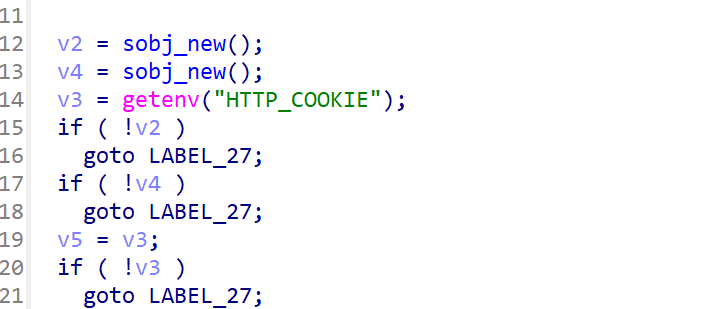 11
12 v2 = sobj_new();
13 v4 = sobj_new();
14 v3 = getenv("HTTP_COOKIE");
15 if ( !v2 )
16 goto LABEL_27;
17 if ( !v4 )
18 goto LABEL_27;
19 v5 = v3;
20 if ( !v3 )
21 goto LABEL_27;